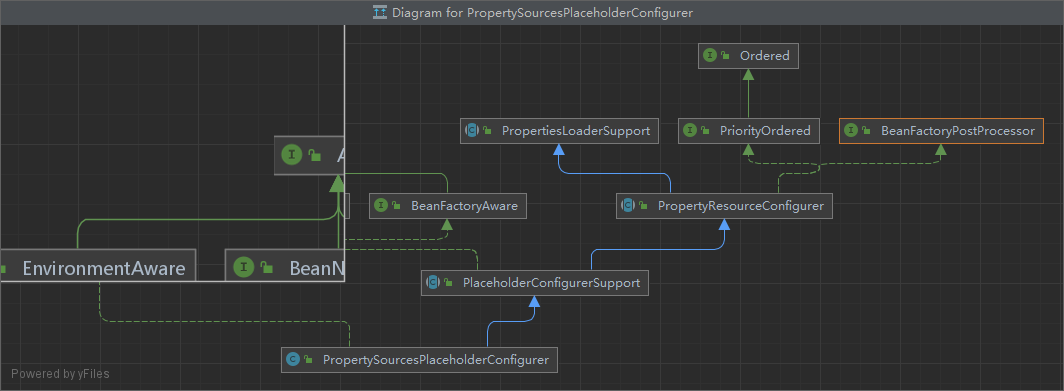 Diagram for PropertySourcesPlaceholderConfigurer
Ordered
PropertiesLoaderSupport
PriorityOrdered
BeanFactoryPostProcessor
A
BeanFactoryAware
PropertyResourceConfigurer
EnvironmentAware
BeanN
PlaceholderConfigurerSupport
PropertySourcesPlaceholderConfigurer
Powered by yFiles